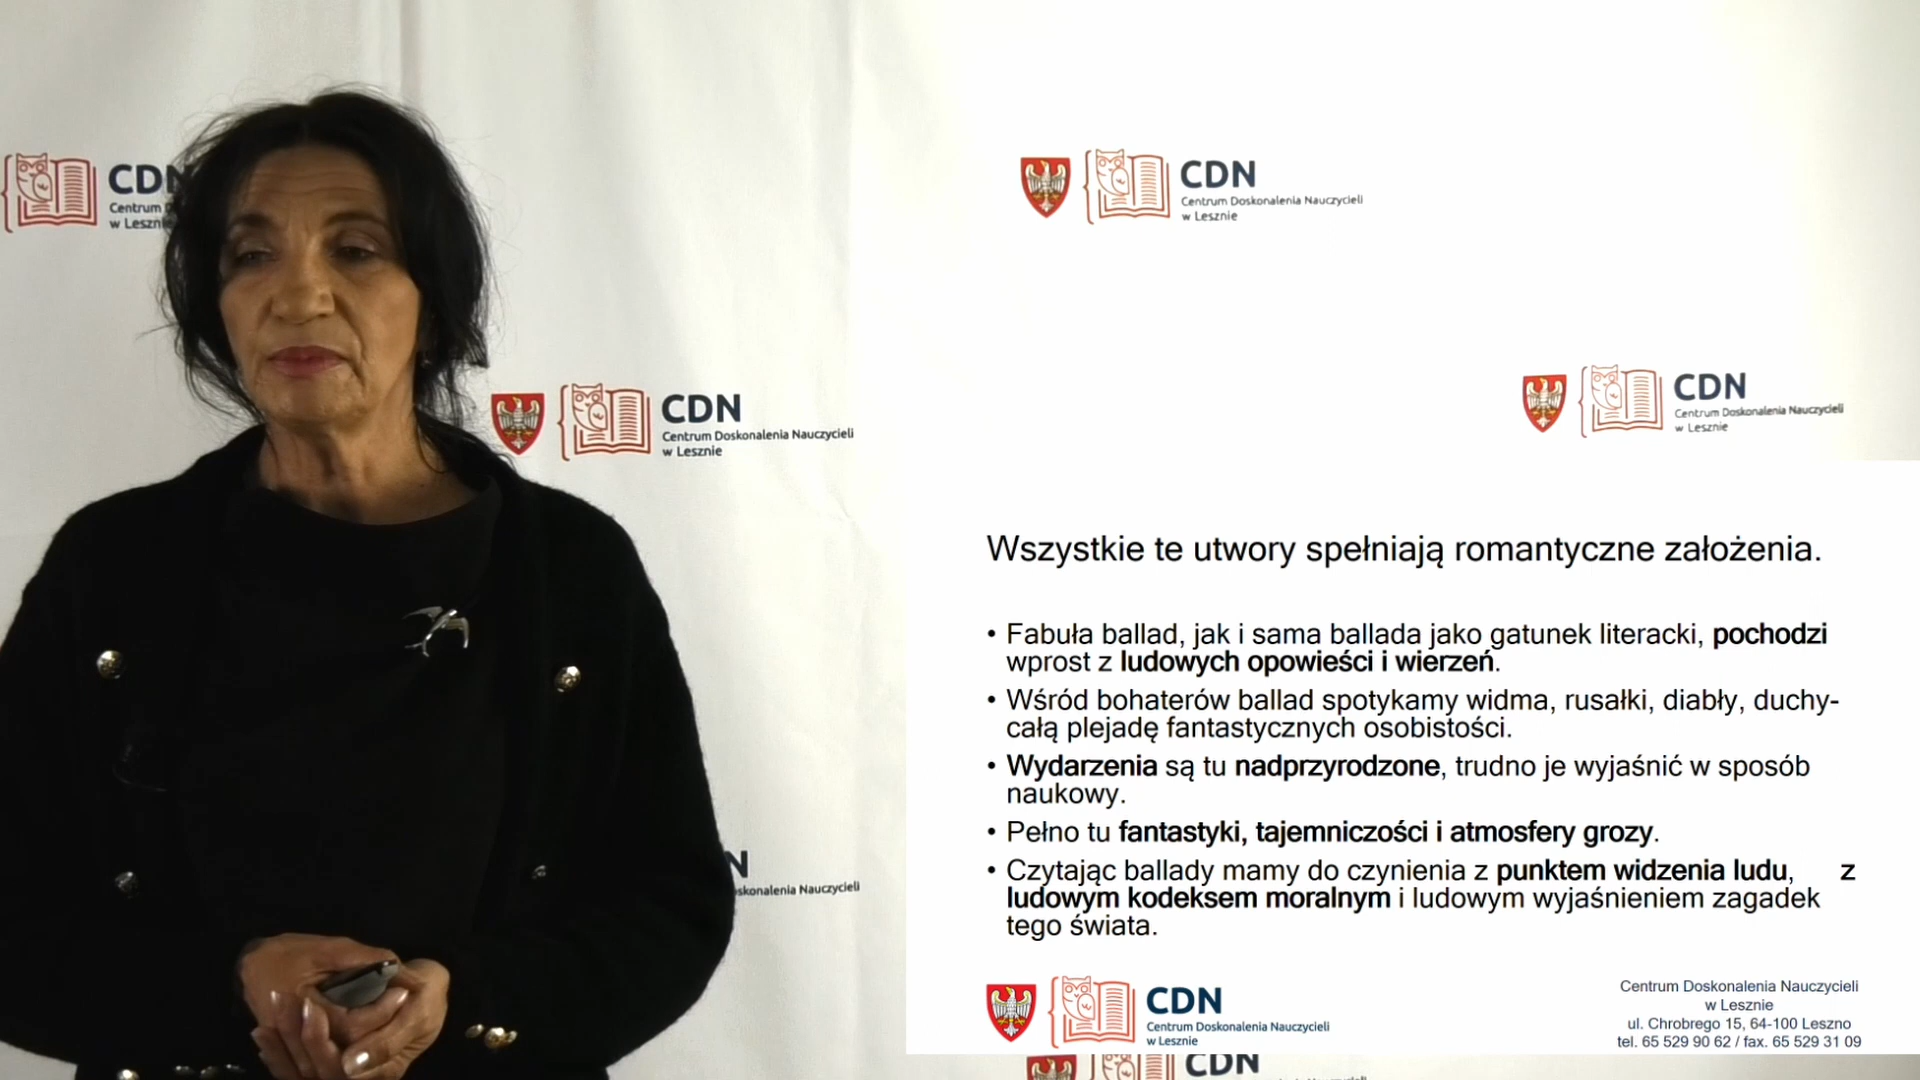 CDN
Centrum
w Lesznie
CDN
Centrum Doskonalenia Nauczycieli
w Lesznie
CDN
Centrum Doskonalenia Nauczycieli
w Lesznie
CDN
Centrum Doskonalenia Nauczycieli
w Lesznie
N
skonalenia Nauczycieli
Wszystkie te utwory spełniają romantyczne założenia.
• Fabuła ballad, jak i sama ballada jako gatunek literacki, pochodzi
wprost z ludowych opowieści i wierzeń.
• Wśród bohaterów ballad spotykamy widma, rusałki, diabły, duchy-
całą plejadę fantastycznych osobistości.
• Wydarzenia są tu nadprzyrodzone, trudno je wyjaśnić w sposób
naukowy.
• Pełno tu fantastyki, tajemniczości i atmosfery grozy.
• Czytając ballady mamy do czynienia z punktem widzenia ludu, z
ludowym kodeksem moralnym i ludowym wyjaśnieniem zagadek
tego świata.
CDN
Centrum Doskonalenia Nauczycieli
w Lesznie
Centrum Doskonalenia Nauczycieli
w Lesznie
ul. Chrobrego 15, 64-100 Leszno
tel. 65 529 90 62 / fax. 65 529 31 09
CDN